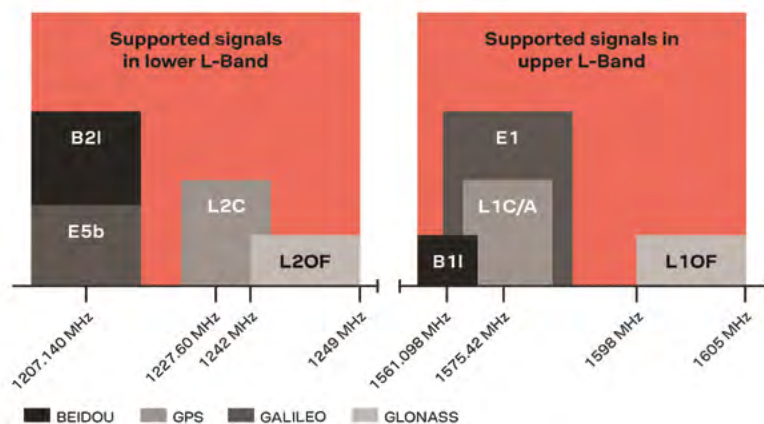 Supported signals
in lower L-Band
B2I
E5b
L2C
L2OF
1207.140 MHz
1227.60 MHz
1242 MHz
1249 MHz
Supported signals in
upper L-Band
E1
L1C/A
B1I
L1OF
1561.098 MHz
1575.42 MHz
1598 MHz
1605 MHz
BEIDOU
GPS
GALILEO
GLONASS